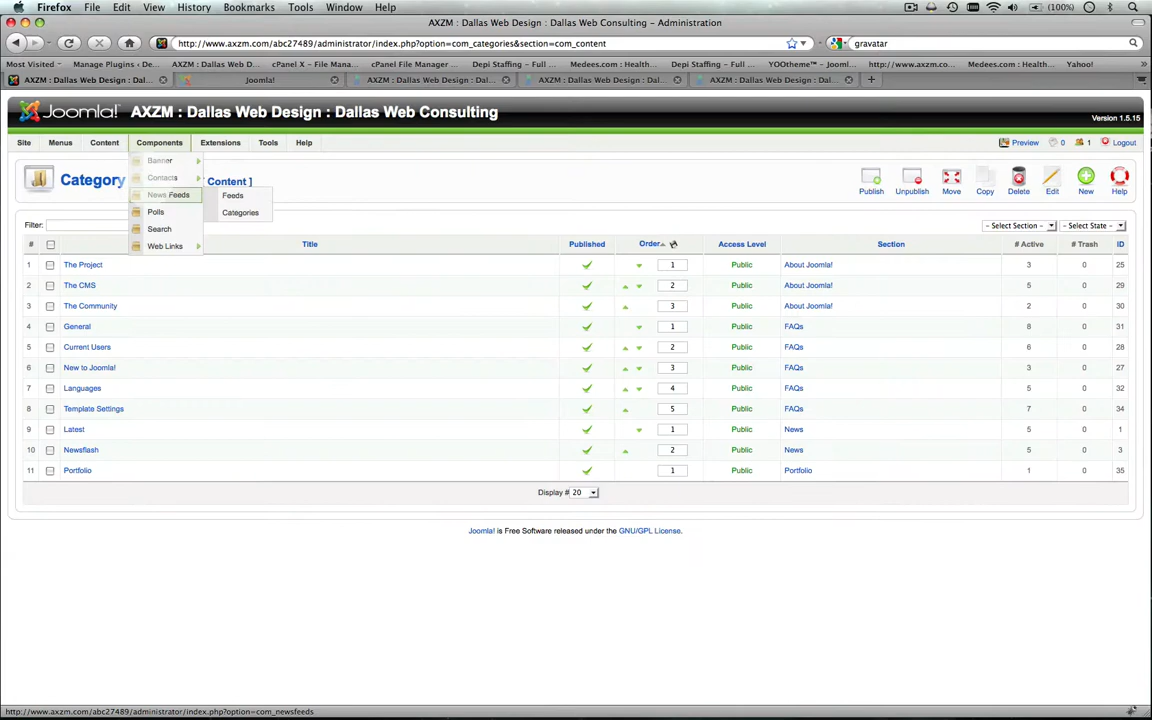 Firefox File Edit View History Bookmarks Tools Window Help (100%)
AXZM : Dallas Web Design : Dallas Web Consulting - Administration
http://www.axzm.com/abc27489/administrator/index.php?option=com_categories&section=com_content
gravatar
Most Visited Manage Plugins ‹ De... AXZM : Dallas Web D... cPanel X - File Mana... cPanel File Manager ... Depi Staffing - Full ... Medees.com : Health... YOOtheme™ - Jooml... http://www.axzm.co... Depi Staffing - Full ... Medees.com : Health... Yahoo!
AXZM : Dallas Web Design : Dal... Joomla! AXZM : Dallas Web Design : Dall... AXZM : Dallas Web Design : Dall... AXZM : Dallas Web Design : Dall...
Joomla! AXZM : Dallas Web Design : Dallas Web Consulting
Version 1.5.15
Site Menus Content Components Extensions Tools Help Preview 0 1 Logout
Banner
Contacts
News Feeds
Polls
Search
Web Links
Feeds
Categories
Category Content ]
Publish Unpublish Move Copy Delete Edit New Help
Filter:
- Select Section - - Select State -
# Title Published Order Access Level Section # Active # Trash ID
1 The Project 1 Public About Joomla! 3 0 25
2 The CMS 2 Public About Joomla! 5 0 29
3 The Community 3 Public About Joomla! 2 0 30
4 General 1 Public FAQs 8 0 31
5 Current Users 2 Public FAQs 6 0 28
6 New to Joomla! 3 Public FAQs 3 0 27
7 Languages 4 Public FAQs 5 0 32
8 Template Settings 5 Public FAQs 7 0 34
9 Latest 1 Public News 5 0 1
10 Newsflash 2 Public News 5 0 3
11 Portfolio 1 Public Portfolio 1 0 35
Display # 20
Joomla! is Free Software released under the GNU/GPL License.
http://www.axzm.com/abc27489/administrator/index.php?option=com_newsfeeds